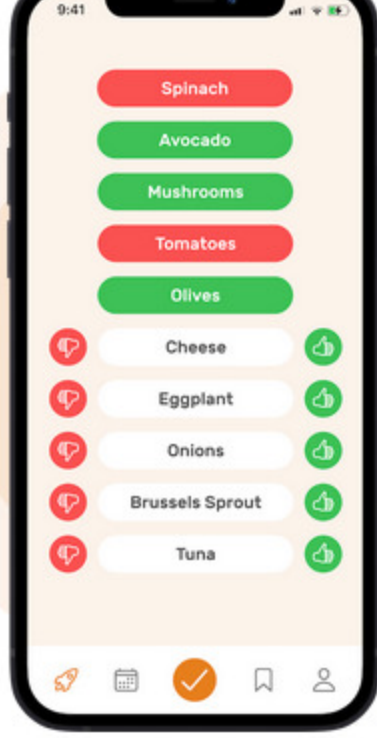 9:41
Spinach
Avocado
Mushrooms
Tomatoes
Olives
Cheese
Eggplant
Onions
Brussels Sprout
Tuna